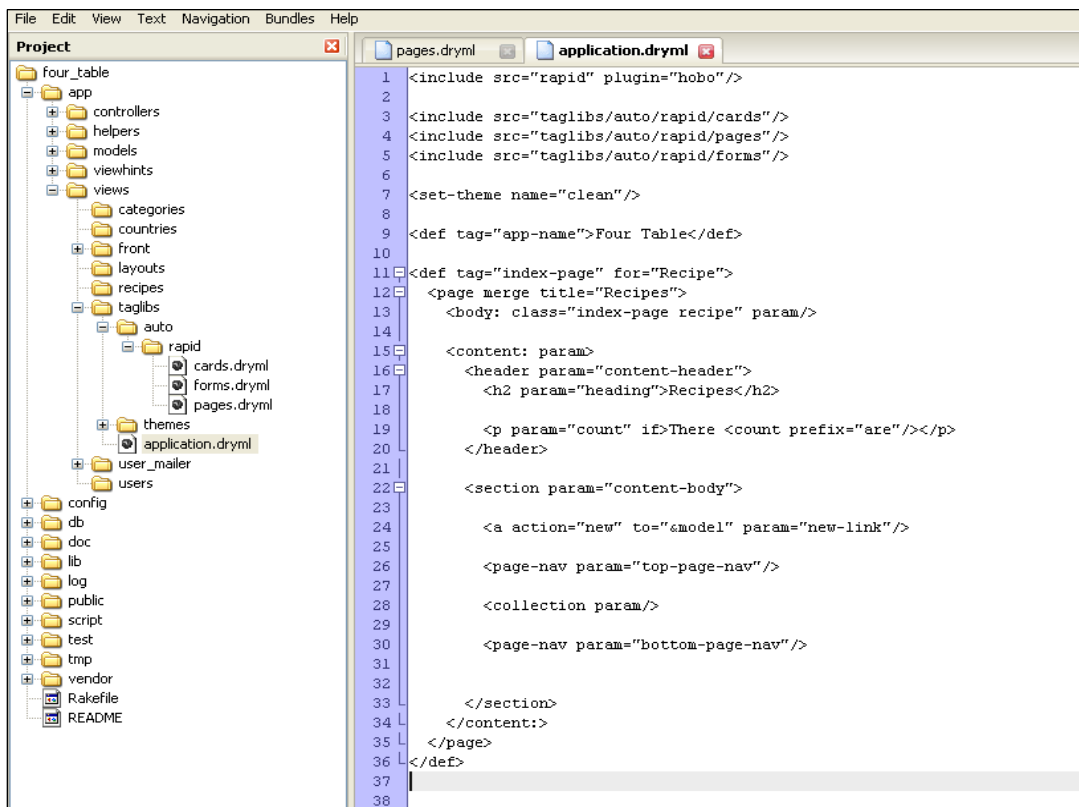 File Edit View Text Navigation Bundles Help
Project
four_table
app
controllers
helpers
models
viewhints
views
categories
countries
front
layouts
recipes
taglibs
auto
rapid
cards.dryml
forms.dryml
pages.dryml
themes
application.dryml
user_mailer
users
config
db
doc
lib
log
public
script
test
tmp
vendor
Rakefile
README
pages.dryml application.dryml
1 <include src="rapid" plugin="hobo"/>
2
3 <include src="taglibs/auto/rapid/cards"/>
4 <include src="taglibs/auto/rapid/pages"/>
5 <include src="taglibs/auto/rapid/forms"/>
6
7 <set-theme name="clean"/>
8
9 <def tag="app-name">Four Table</def>
10
11 <def tag="index-page" for="Recipe">
12 <page merge title="Recipes">
13 <body: class="index-page recipe" param/>
14
15 <content: param>
16 <header param="content-header">
17 <h2 param="heading">Recipes</h2>
18
19 <p param="count" if>There <count prefix="are"/></p>
20 </header>
21
22 <section param="content-body">
23
24 <a action="new" to="&model" param="new-link"/>
25
26 <page-nav param="top-page-nav"/>
27
28 <collection param/>
29
30 <page-nav param="bottom-page-nav"/>
31
32
33 </section>
34 </content:>
35 </page>
36 </def>
37
38